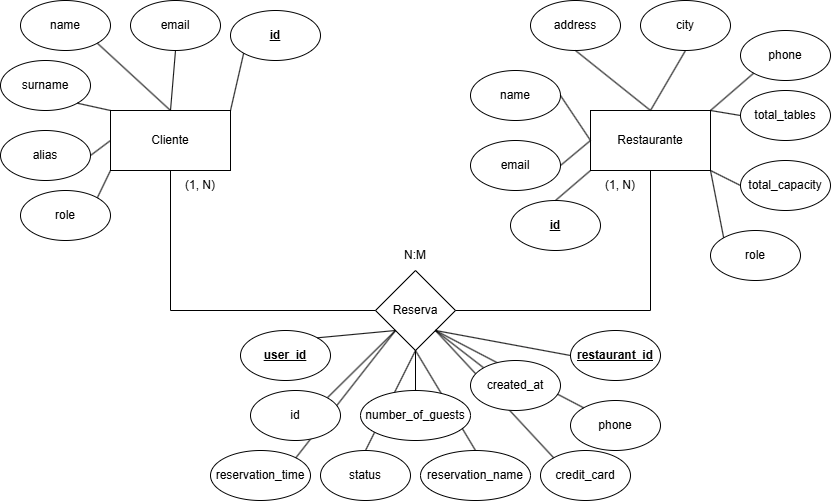 name
email
id
surname
Cliente
alias
role
(1, N)
address
city
phone
name
total_tables
Restaurante
email
total_capacity
(1, N)
id
role
N:M
Reserva
user_id
restaurant_id
created_at
id
number_of_guests
phone
reservation_time
status
reservation_name
credit_card